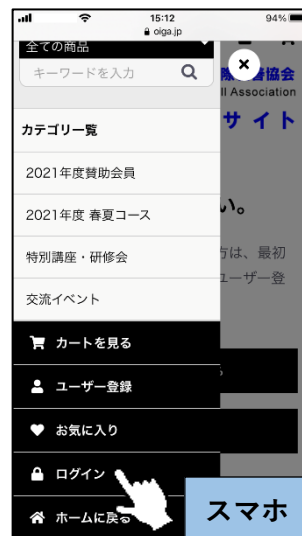 15:12
94%
oiga.jp
全ての商品
キーワードを入力
善協会
ll Association
サイト
カテゴリ一覧
2021年度賛助会員
2021年度 春夏コース
い。
特別講座・研修会
方は、最初
ユーザー登
交流イベント
カートを見る
ユーザー登録
お気に入り
ログイン
ホームに戻る
スマホ